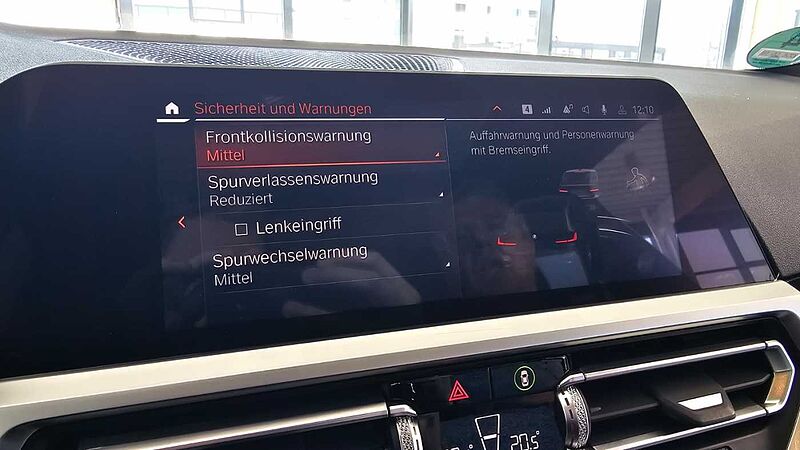 Sicherheit und Warnungen
4
12:10
Frontkollisionswarnung
Mittel
Spurverlassenswarnung
Reduziert
Lenkeingriff
Spurwechselwarnung
Mittel
Auffahrwarnung und Personenwarnung
mit Bremseingriff.
20.5°